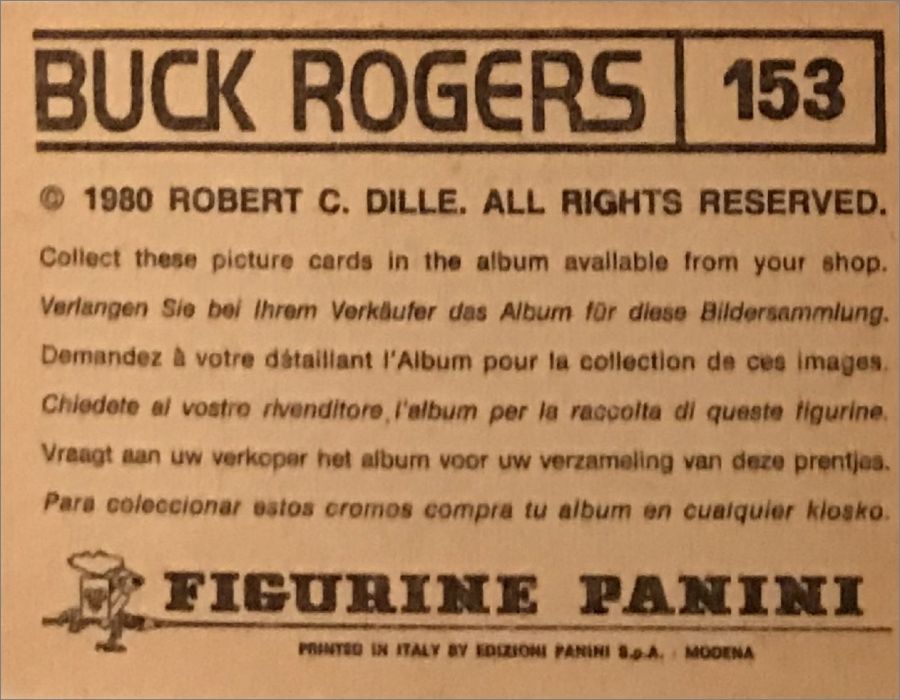 BUCK ROGERS 153
© 1980 ROBERT C. DILLE. ALL RIGHTS RESERVED.
Collect these picture cards in the album available from your shop.
Verlangen Sie bei Ihrem Verkäufer das Album für diese Bildersammlung.
Demandez à votre détaillant l'Album pour la collection de ces images.
Chiedete al vostro rivenditore l'album per la raccolta di queste figurine.
Vraagt aan uw verkoper het album voor uw verzameling van deze prentjes.
Para coleccionar estos cromos compra tu album en cualquier kiosko.
FIGURINE PANINI
PRINTED IN ITALY BY EDIZIONI PANINI S.p.A. - MODENA